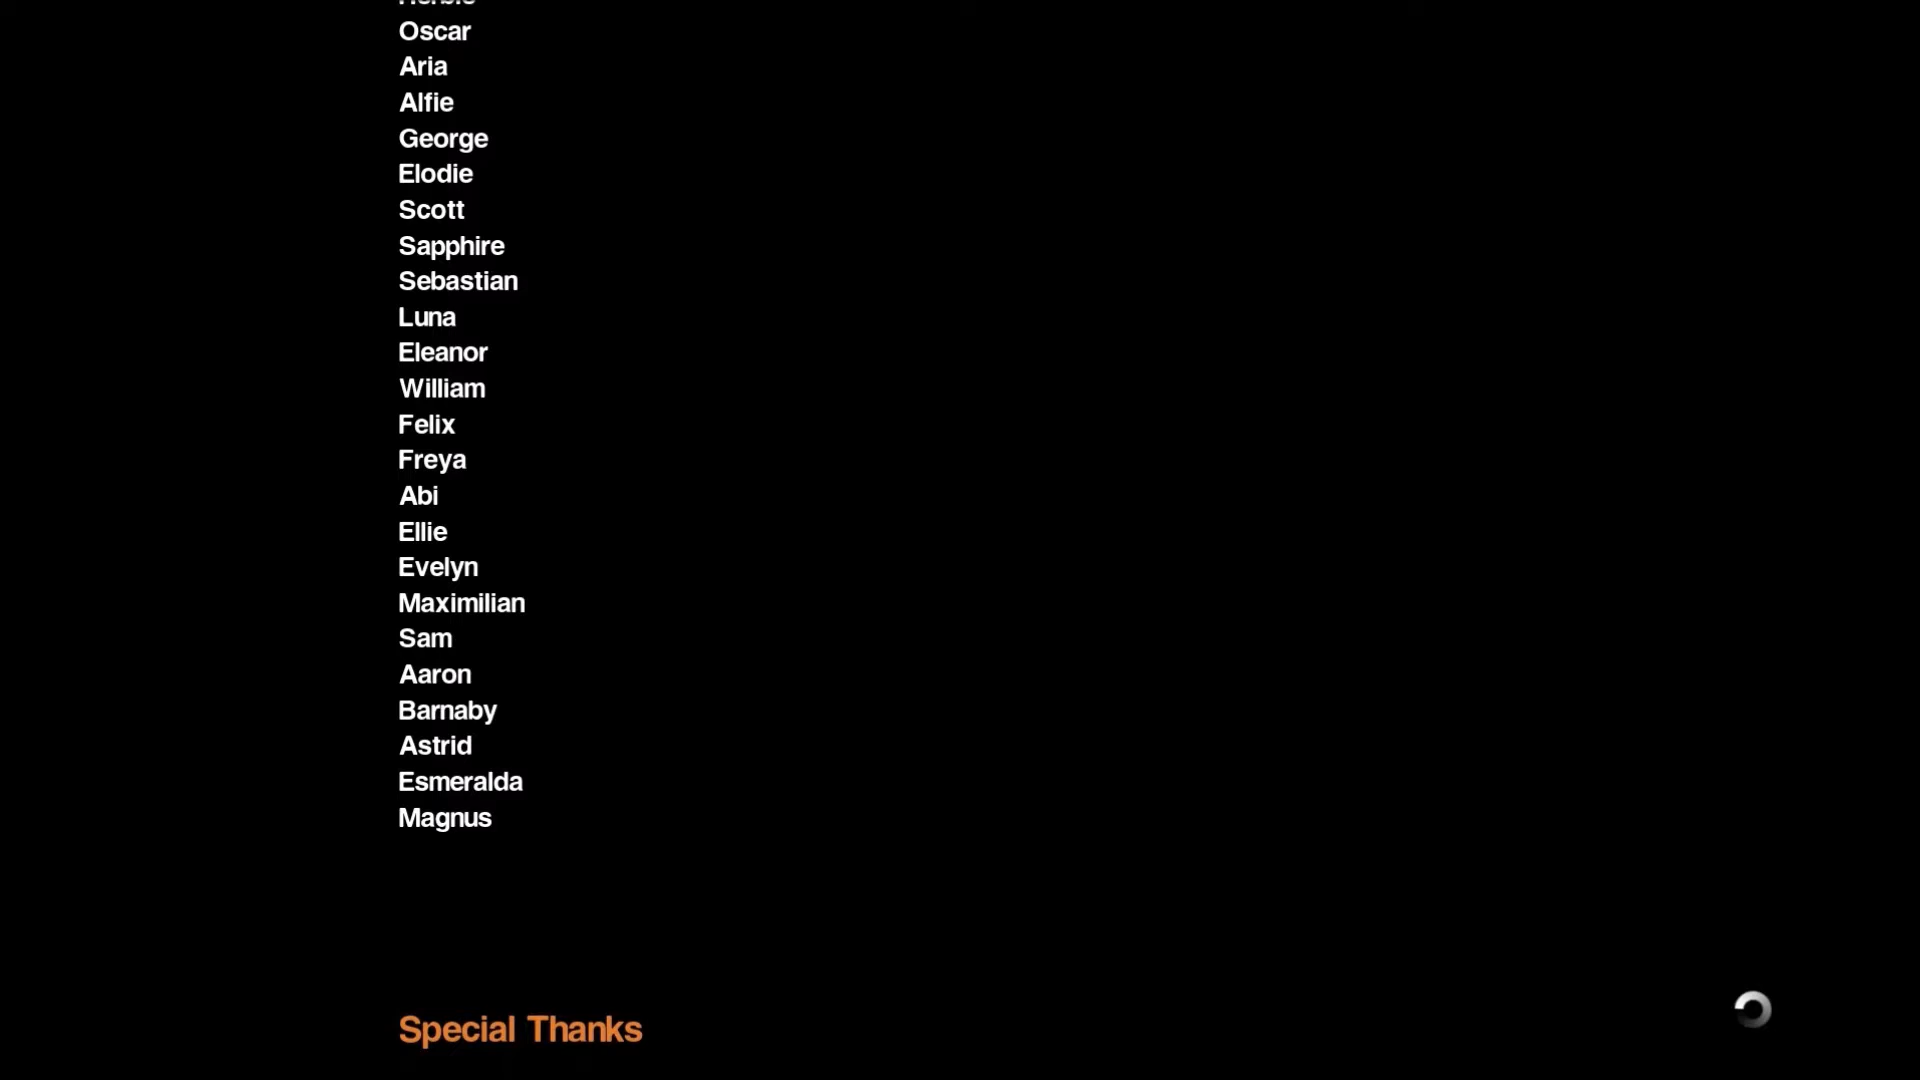 Oscar
Aria
Alfie
George
Elodie
Scott
Sapphire
Sebastian
Luna
Eleanor
William
Felix
Freya
Abi
Ellie
Evelyn
Maximilian
Sam
Aaron
Barnaby
Astrid
Esmeralda
Magnus
Special Thanks